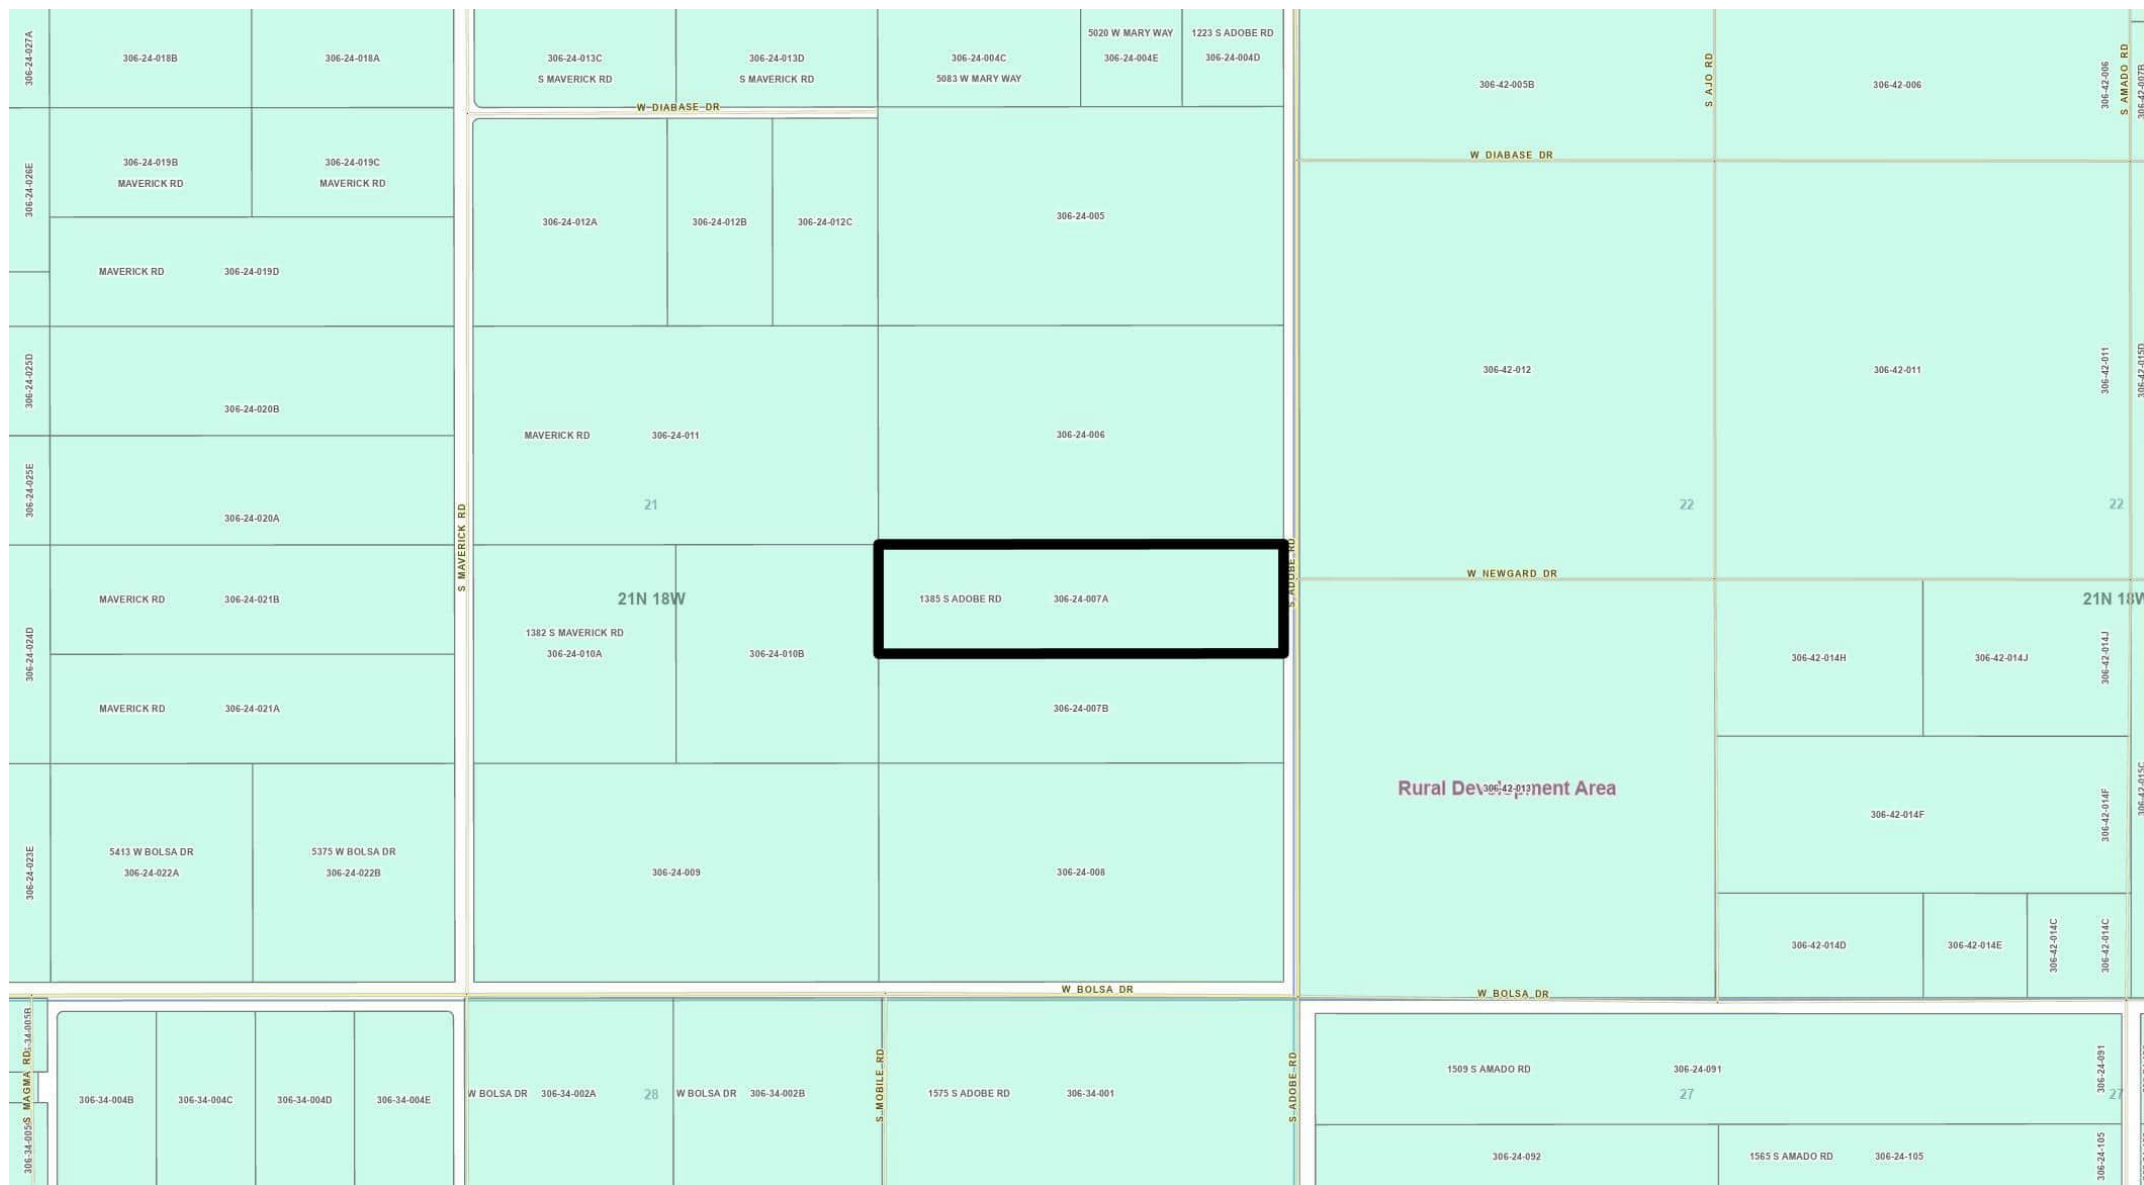 306-24-027A
306-24-018B
306-24-018A
306-24-013C
S MAVERICK RD
306-24-013D
S MAVERICK RD
306-24-004C
5083 W MARY WAY
5020 W MARY WAY
306-24-004E
1223 S ADOBE RD
306-24-004D
306-42-005B
S AJO RD
306-42-006
306-42-006
S AMADO RD
306-42-007B
W DIABASE DR
W DIABASE DR
306-24-026E
306-24-019B
MAVERICK RD
306-24-019C
MAVERICK RD
306-24-012A
306-24-012B
306-24-012C
306-24-005
MAVERICK RD
306-24-019D
306-24-025D
306-24-020B
306-42-012
306-42-011
306-42-011
306-42-015D
MAVERICK RD
306-24-011
306-24-006
306-24-025E
306-24-020A
S MAVERICK RD
21
22
22
S ADOBE RD
W NEWGARD DR
306-24-024D
MAVERICK RD
306-24-021B
21N 18W
1385 S ADOBE RD
306-24-007A
21N 18W
1382 S MAVERICK RD
306-24-010A
306-24-010B
306-42-014H
306-42-014J
306-42-014J
MAVERICK RD
306-24-021A
306-24-007B
Rural Development Area
306-42-013
306-42-014F
306-42-014F
306-42-015C
306-24-023E
5413 W BOLSA DR
306-24-022A
5375 W BOLSA DR
306-24-022B
306-24-009
306-24-008
306-42-014D
306-42-014E
306-42-014C
306-42-014C
W BOLSA DR
W BOLSA DR
S MAGMA RD
306-34-004B
306-34-004C
306-34-004D
306-34-004E
W BOLSA DR
306-34-002A
28
W BOLSA DR
306-34-002B
S MOBILE RD
1575 S ADOBE RD
306-34-001
S ADOBE RD
1509 S AMADO RD
306-24-091
306-24-091
27
27
306-24-092
1565 S AMADO RD
306-24-105
306-24-105